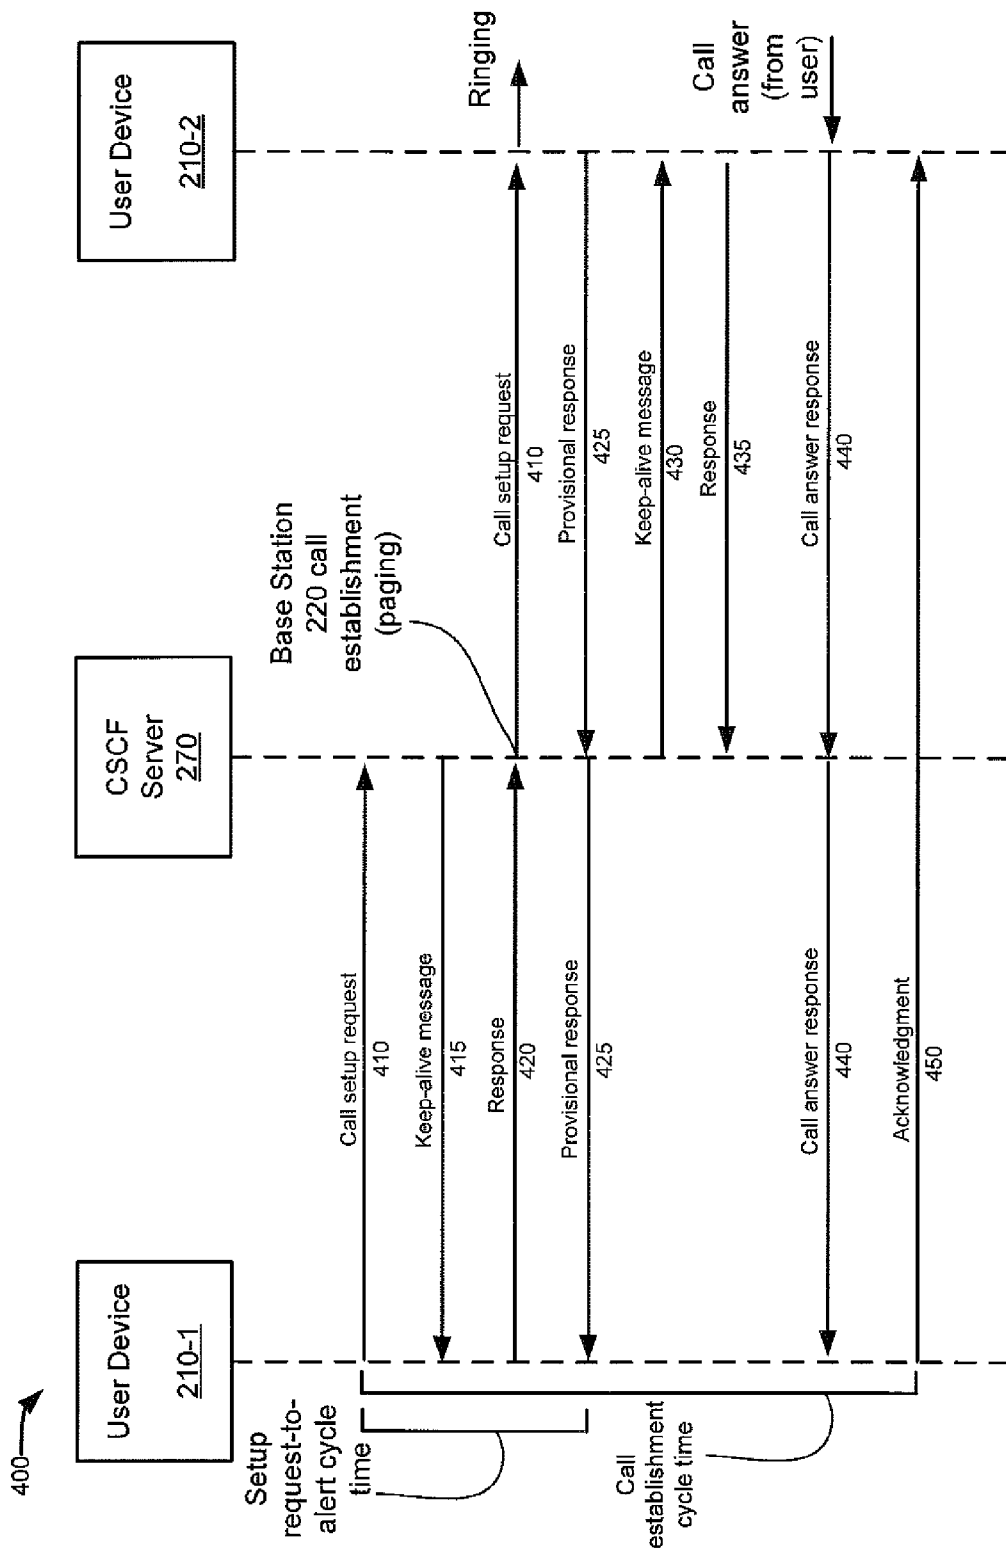 400
User Device
210-1
CSCF
Server
270
User Device
210-2
Setup
request-to-
alert cycle
time
Call
establishment
cycle time
Base Station
220 call
establishment
(paging)
Ringing
Call
answer
(from
user)
Call setup request
410
Keep-alive message
415
Response
420
Call setup request
410
Provisional response
425
Provisional response
425
Keep-alive message
430
Response
435
Call answer response
440
Call answer response
440
Acknowledgment
450